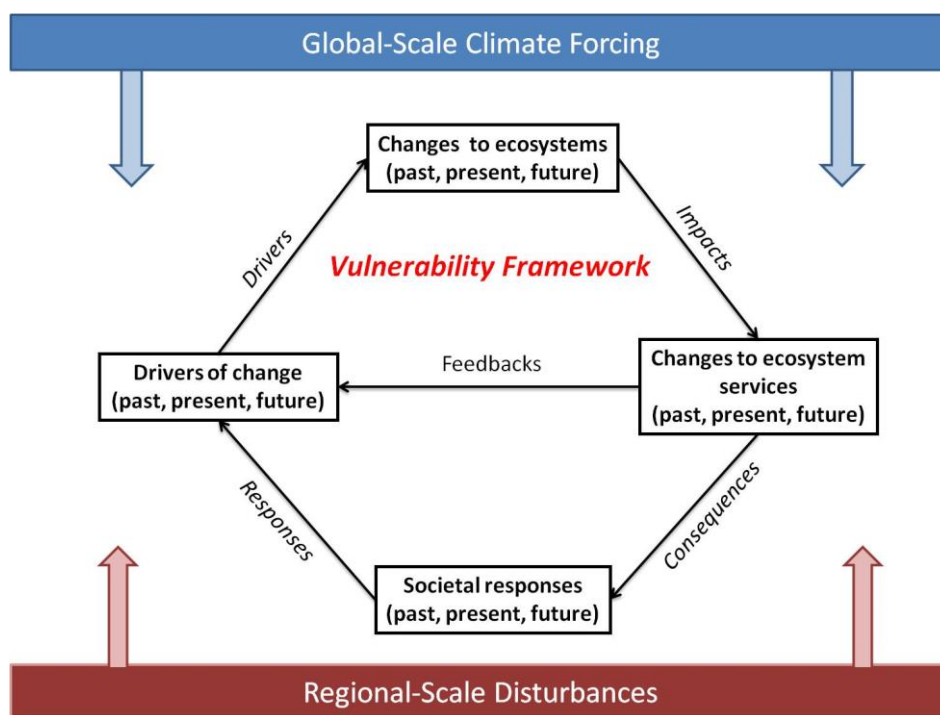 Global-Scale Climate Forcing
Changes to ecosystems
(past, present, future)
Drivers
Impacts
Vulnerability Framework
Drivers of change
(past, present, future)
Feedbacks
Changes to ecosystem
services
(past, present, future)
Responses
Consequences
Societal responses
(past, present, future)
Regional-Scale Disturbances